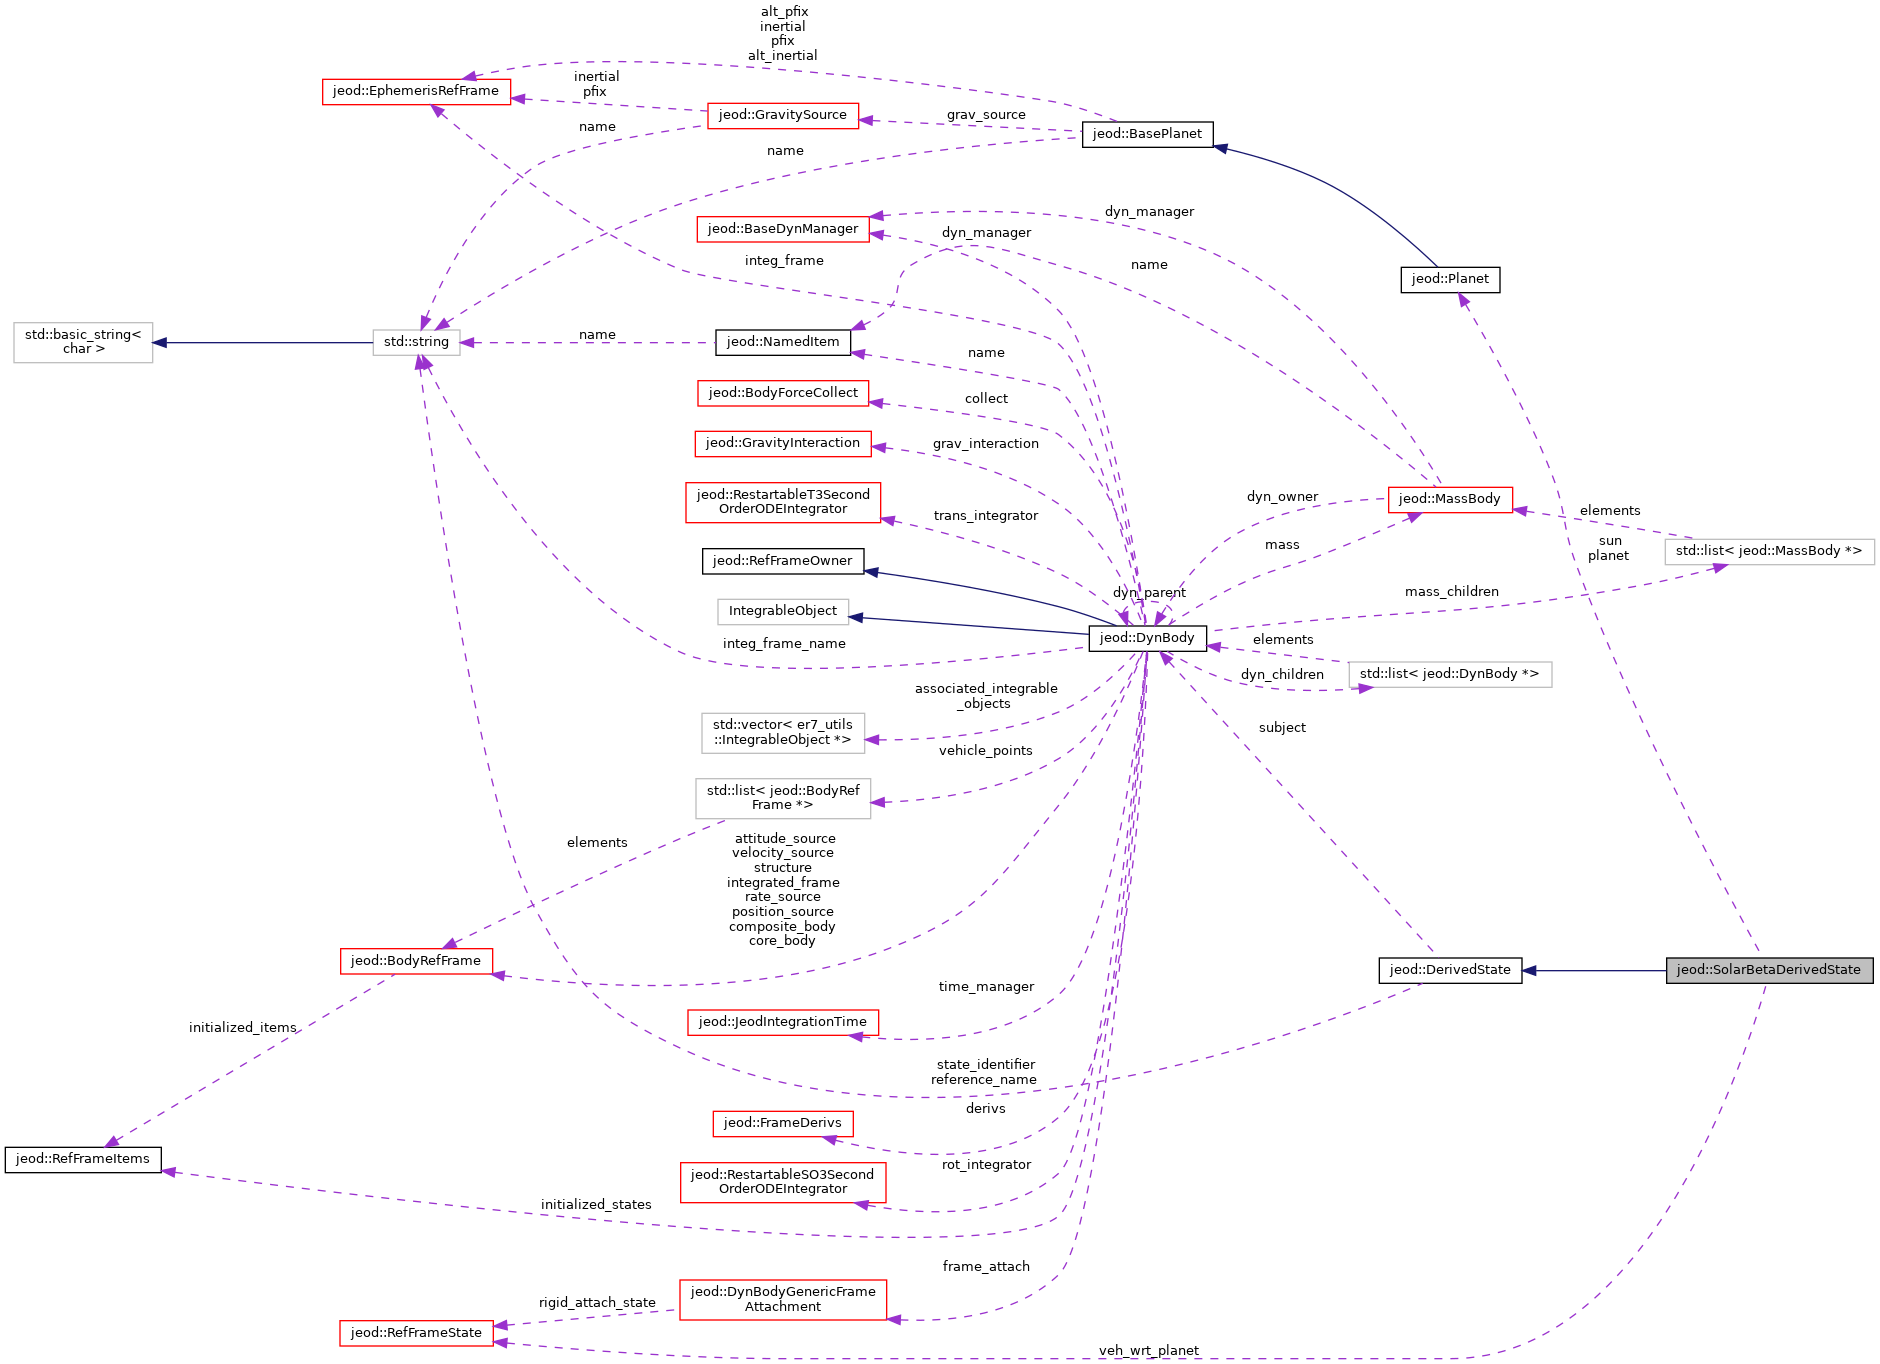 alt_pfix
inertial
pfix
alt_inertial
jeod::EphemerisRefFrame
inertial
pfix
jeod::GravitySource
grav_source
jeod::BasePlanet
name
name
jeod::BaseDynManager
dyn_manager
dyn_manager
integ_frame
name
jeod::Planet
std::basic_string<
char >
std::string
name
jeod::NamedItem
name
jeod::BodyForceCollect
collect
jeod::GravityInteraction
grav_interaction
jeod::RestartableT3Second
OrderODEIntegrator
trans_integrator
dyn_owner
jeod::MassBody
elements
mass
sun
planet
std::list< jeod::MassBody *>
jeod::RefFrameOwner
IntegrableObject
dyn_parent
mass_children
integ_frame_name
jeod::DynBody
elements
dyn_children
std::list< jeod::DynBody *>
associated_integrable
_objects
std::vector< er7_utils
::IntegrableObject *>
subject
vehicle_points
std::list< jeod::BodyRef
Frame *>
elements
attitude_source
velocity_source
structure
integrated_frame
rate_source
position_source
composite_body
core_body
jeod::BodyRefFrame
jeod::DerivedState
jeod::SolarBetaDerivedState
time_manager
initialized_items
jeod::JeodIntegrationTime
state_identifier
reference_name
derivs
jeod::FrameDerivs
jeod::RefFrameItems
rot_integrator
jeod::RestartableSO3Second
OrderODEIntegrator
initialized_states
frame_attach
jeod::DynBodyGenericFrame
Attachment
rigid_attach_state
jeod::RefFrameState
veh_wrt_planet